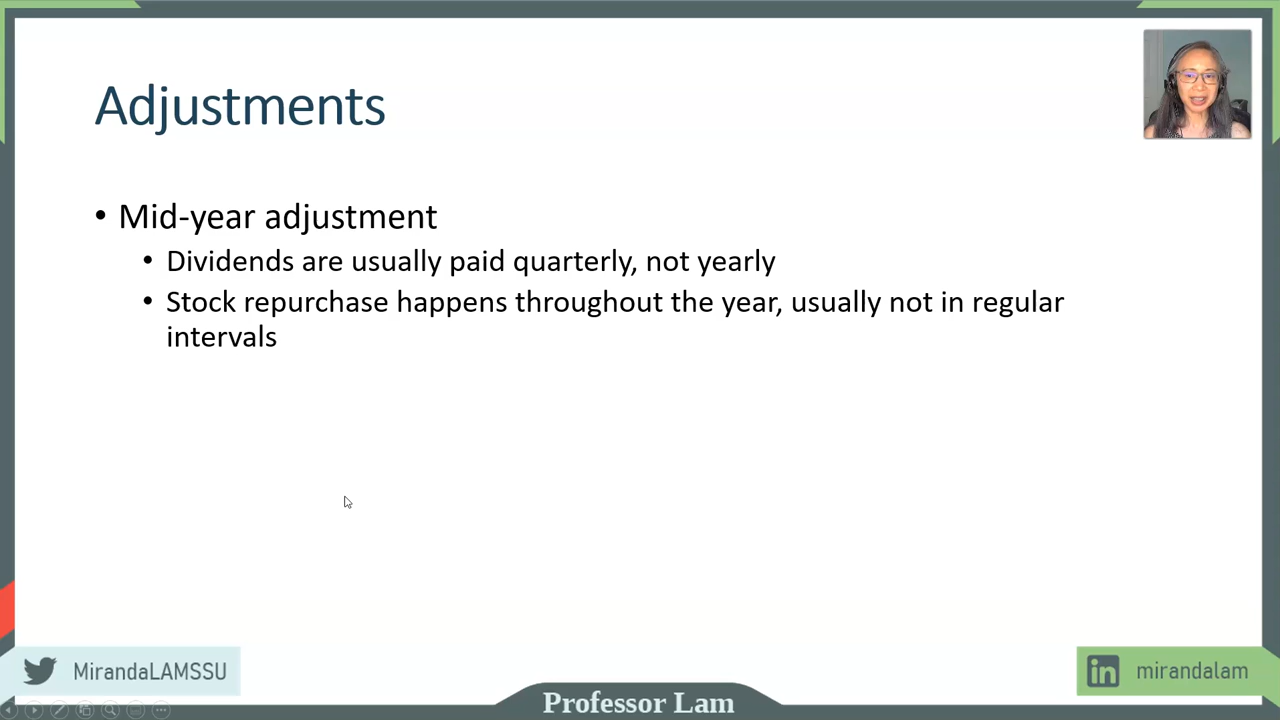 Adjustments
• Mid-year adjustment
• Dividends are usually paid quarterly, not yearly
• Stock repurchase happens throughout the year, usually not in regular
intervals
MirandaLAMSSU
in mirandalam
Professor Lam